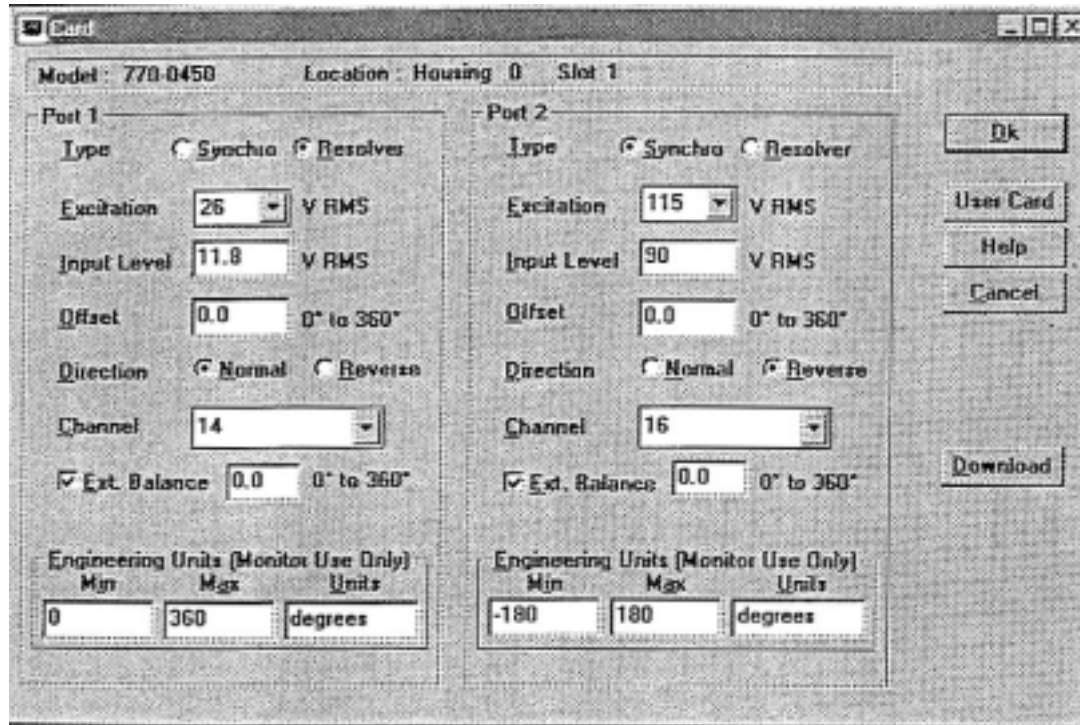 Card
Model : 770-0450 Location : Housing 0 Slot 1
Port 1
Type Synchro Resolver
Excitation 26 V RMS
Input Level 11.8 V RMS
Offset 0.0 0° to 360°
Direction Normal Reverse
Channel 14
Ext. Balance 0.0 0° to 360°
Engineering Units (Monitor Use Only)
Min Max Units
0 360 degrees
Port 2
Type Synchro Resolver
Excitation 115 V RMS
Input Level 90 V RMS
Offset 0.0 0° to 360°
Direction Normal Reverse
Channel 16
Ext. Balance 0.0 0° to 360°
Engineering Units (Monitor Use Only)
Min Max Units
-180 180 degrees
Ok
User Card
Help
Cancel
Download